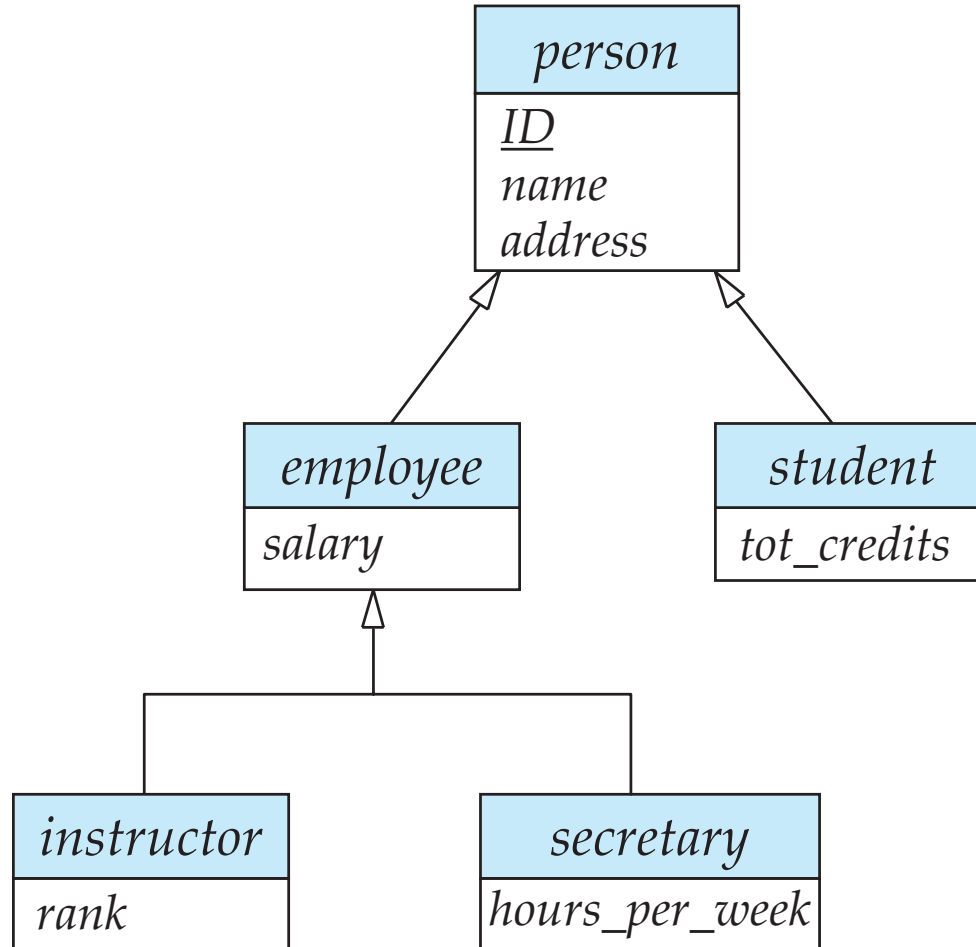 person
ID
name
address
employee
salary
student
tot_credits
instructor
rank
secretary
hours_per_week